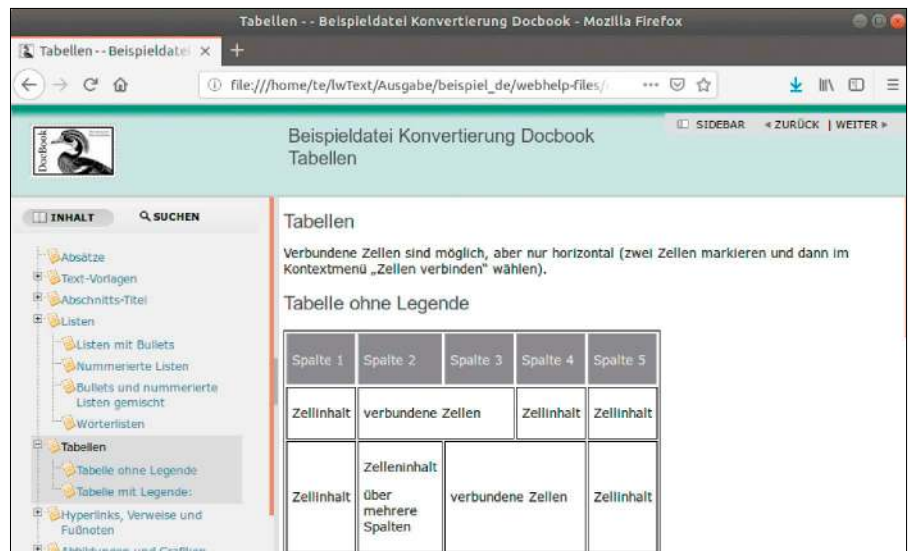 Tabellen - - Beispieldatei Konvertierung Docbook - Mozilla Firefox
Tabellen - - Beispieldatei
file:///home/te/lwText/Ausgabe/beispiel_de/webhelp-files/
DocBook
Beispieldatei Konvertierung Docbook
Tabellen
SIDEBAR «ZURÜCK | WEITER»
INHALT SUCHEN
Absätze
Text-Vorlagen
Abschnitts-Titel
Listen
Listen mit Bullets
Nummerierte Listen
Bullets und nummerierte
Listen gemischt
Wörterlisten
Tabellen
Tabelle ohne Legende
Tabelle mit Legende:
Hyperlinks, Verweise und
Fußnoten
Abbildungen und Grafiken
Tabellen
Verbundene Zellen sind möglich, aber nur horizontal (zwei Zellen markieren und dann im
Kontextmenü „Zellen verbinden“ wählen).
Tabelle ohne Legende
Spalte 1 Spalte 2 Spalte 3 Spalte 4 Spalte 5
Zellinhalt verbundene Zellen Zellinhalt Zellinhalt
Zellinhalt Zelleninhalt verbundene Zellen Zellinhalt
über
mehrere
Spalten